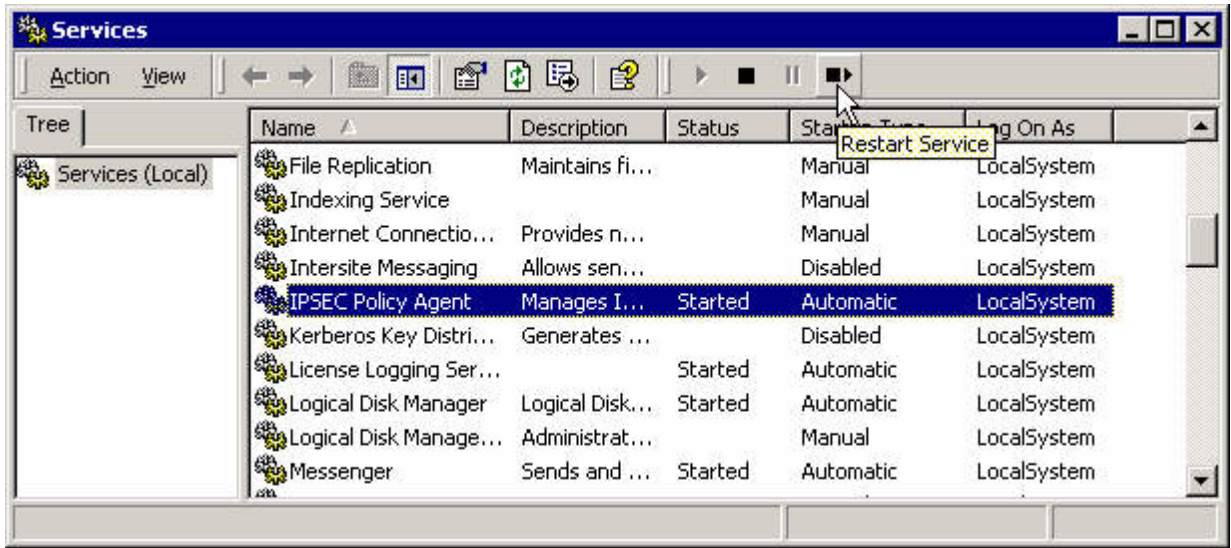 Services
Action View
Tree
Name Description Status Startup Type Log On As
Restart Service
Services (Local)
File Replication Maintains fi... Manual LocalSystem
Indexing Service Manual LocalSystem
Internet Connectio... Provides n... Manual LocalSystem
Intersite Messaging Allows sen... Disabled LocalSystem
IPSEC Policy Agent Manages I... Started Automatic LocalSystem
Kerberos Key Distri... Generates ... Disabled LocalSystem
License Logging Ser... Started Automatic LocalSystem
Logical Disk Manager Logical Disk... Started Automatic LocalSystem
Logical Disk Manage... Administrat... Manual LocalSystem
Messenger Sends and ... Started Automatic LocalSystem